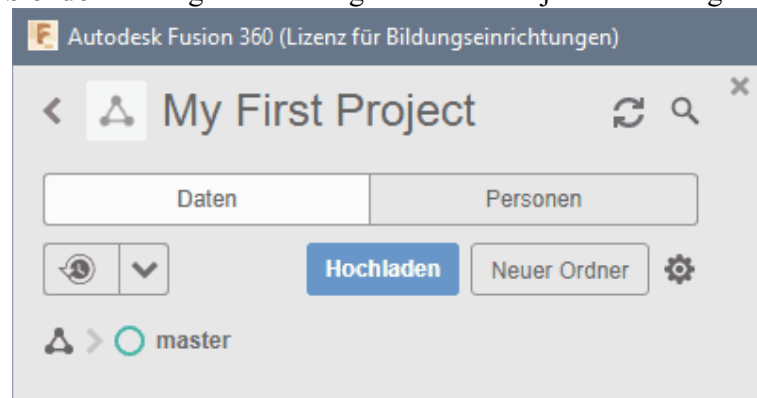 Autodesk Fusion 360 (Lizenz für Bildungseinrichtungen)
My First Project
Daten
Personen
Hochladen
Neuer Ordner
master